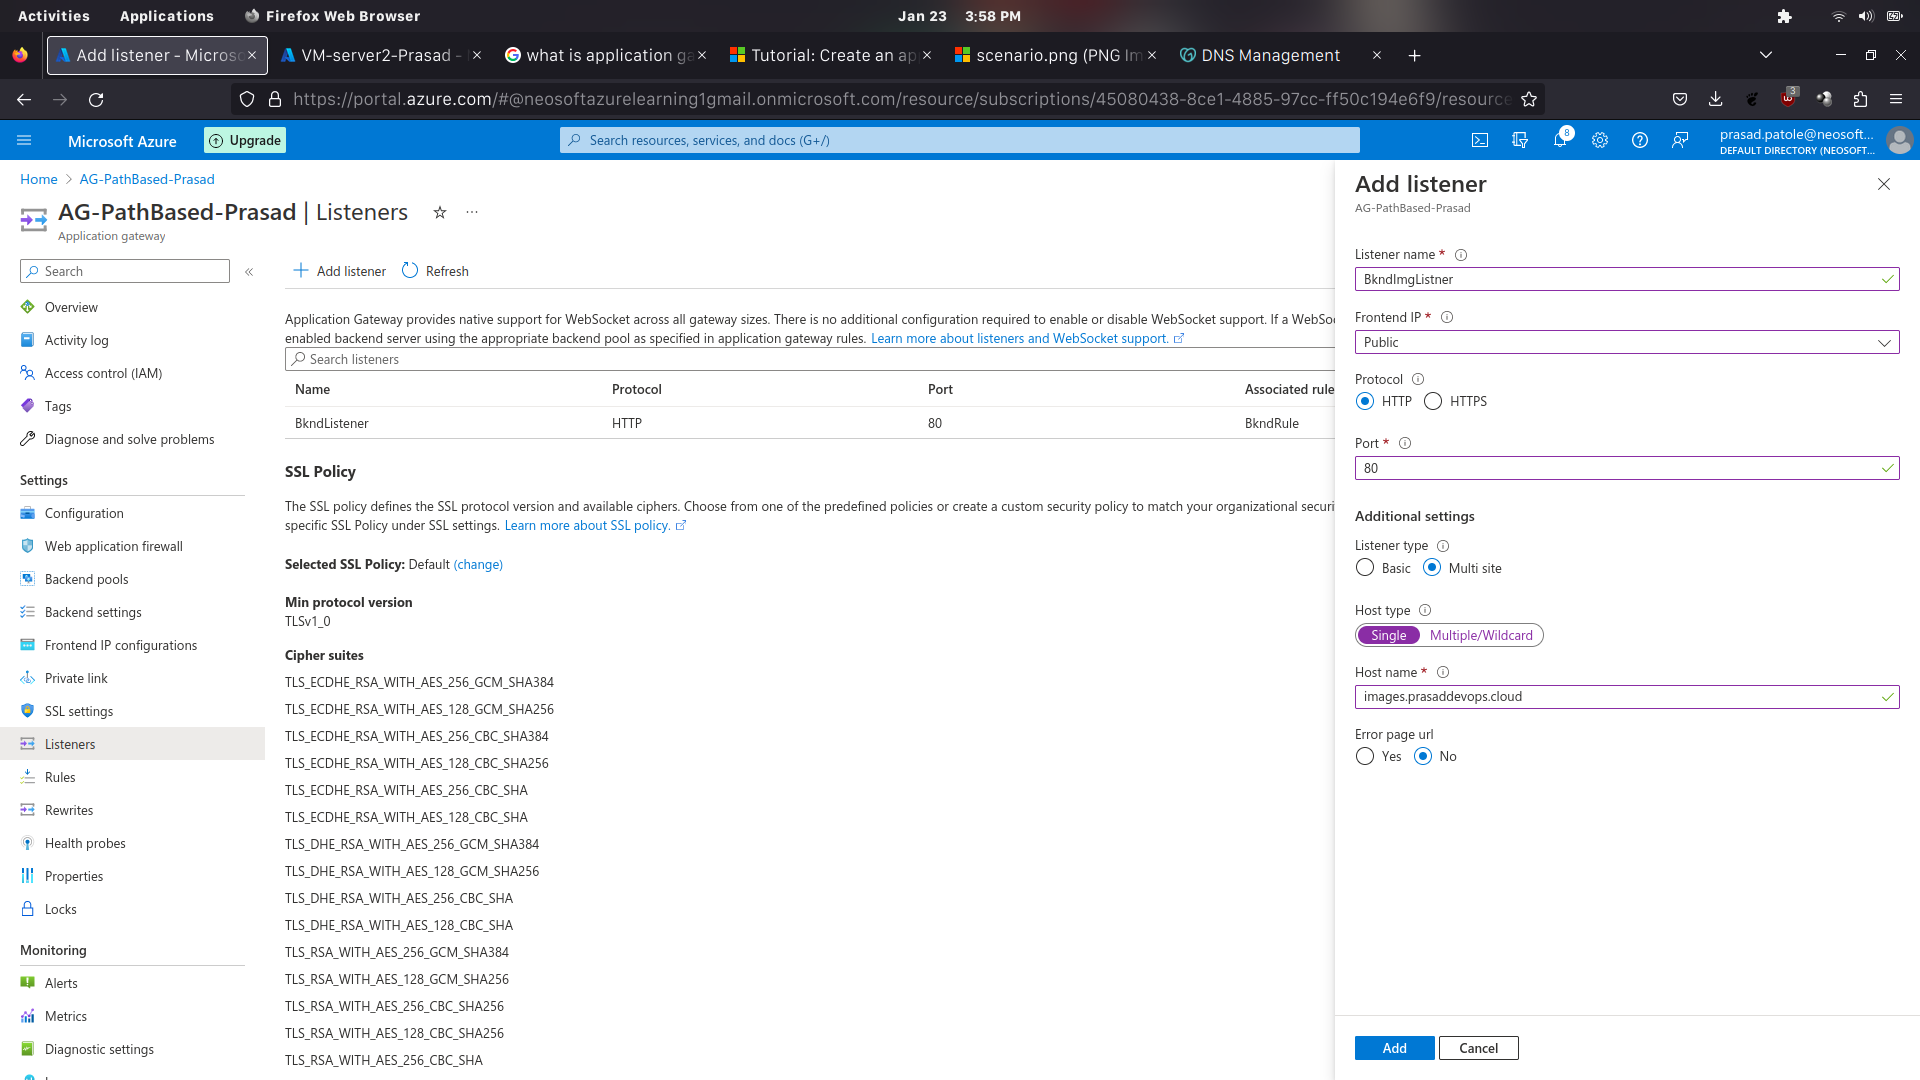 Activities Applications Firefox Web Browser Jan 23 3:58 PM
Add listener - Micros VM-server2-Prasad - what is application ga Tutorial: Create an ap scenario.png (PNG Im DNS Management
https://portal.azure.com/#@neosoftazurelearning1gmail.onmicrosoft.com/resource/subscriptions/45080438-8ce1-4885-97cc-ff50c194e6f9/resource 3
Microsoft Azure Upgrade Search resources, services, and docs (G+/) 8 prasad.patole@neosoft...
DEFAULT DIRECTORY (NEOSOFT...
Home > AG-PathBased-Prasad
AG-PathBased-Prasad | Listeners ...
Application gateway
Search «
Overview
Activity log
Access control (IAM)
Tags
Diagnose and solve problems
Settings
Configuration
Web application firewall
Backend pools
Backend settings
Frontend IP configurations
Private link
SSL settings
Listeners
Rules
Rewrites
Health probes
Properties
Locks
Monitoring
Alerts
Metrics
Diagnostic settings
Add listener Refresh
Application Gateway provides native support for WebSocket across all gateway sizes. There is no additional configuration required to enable or disable WebSocket support. If a WebSoc
enabled backend server using the appropriate backend pool as specified in application gateway rules. Learn more about listeners and WebSocket support.
Search listeners
Name Protocol Port Associated rule
BkndListener HTTP 80 BkndRule
SSL Policy
The SSL policy defines the SSL protocol version and available ciphers. Choose from one of the predefined policies or create a custom security policy to match your organizational securi
specific SSL Policy under SSL settings. Learn more about SSL policy.
Selected SSL Policy: Default (change)
Min protocol version
TLSv1_0
Cipher suites
TLS_ECDHE_RSA_WITH_AES_256_GCM_SHA384
TLS_ECDHE_RSA_WITH_AES_128_GCM_SHA256
TLS_ECDHE_RSA_WITH_AES_256_CBC_SHA384
TLS_ECDHE_RSA_WITH_AES_128_CBC_SHA256
TLS_ECDHE_RSA_WITH_AES_256_CBC_SHA
TLS_ECDHE_RSA_WITH_AES_128_CBC_SHA
TLS_DHE_RSA_WITH_AES_256_GCM_SHA384
TLS_DHE_RSA_WITH_AES_128_GCM_SHA256
TLS_DHE_RSA_WITH_AES_256_CBC_SHA
TLS_DHE_RSA_WITH_AES_128_CBC_SHA
TLS_RSA_WITH_AES_256_GCM_SHA384
TLS_RSA_WITH_AES_128_GCM_SHA256
TLS_RSA_WITH_AES_256_CBC_SHA256
TLS_RSA_WITH_AES_128_CBC_SHA256
TLS_RSA_WITH_AES_256_CBC_SHA
Add listener
AG-PathBased-Prasad
Listener name *
BkndImgListner
Frontend IP *
Public
Protocol
HTTP HTTPS
Port *
80
Additional settings
Listener type
Basic Multi site
Host type
Single Multiple/Wildcard
Host name *
images.prasaddevops.cloud
Error page url
Yes No
Add Cancel